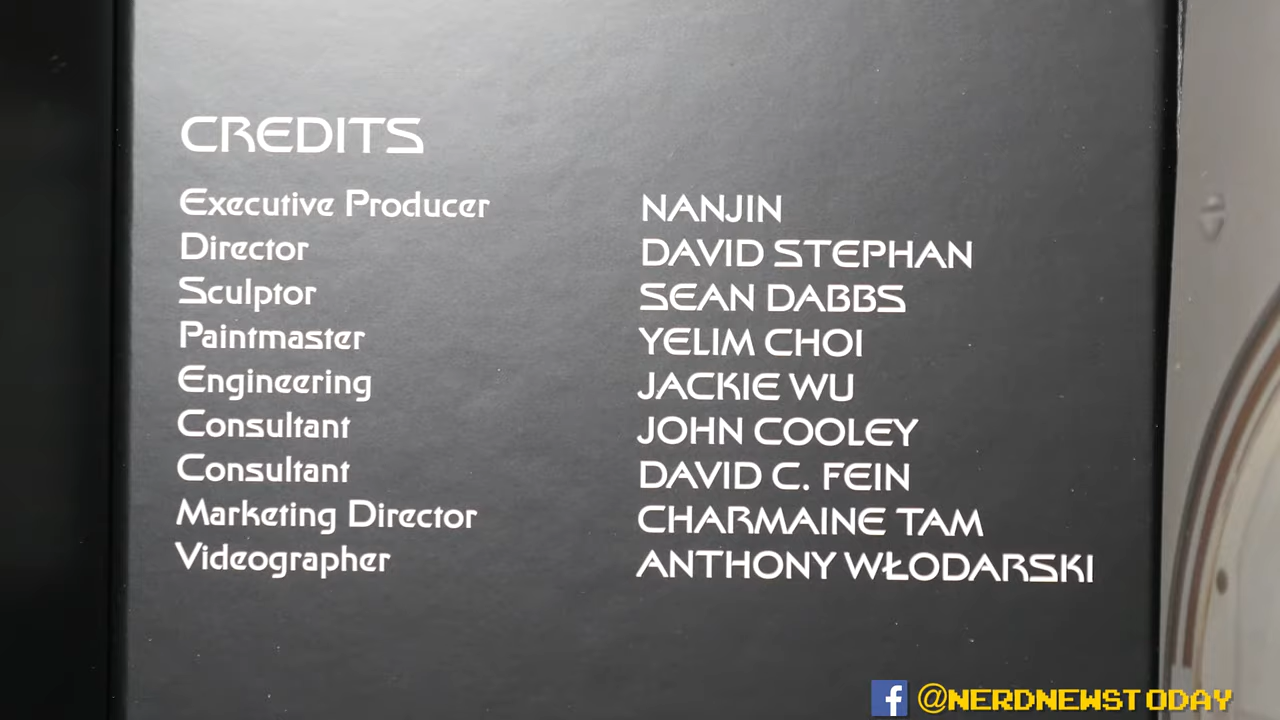 CREDITS
Executive Producer NANJIN
Director DAVID STEPHAN
Sculptor SEAN DABBS
Paintmaster YELIM CHOI
Engineering JACKIE WU
Consultant JOHN COOLEY
Consultant DAVID C. FEIN
Marketing Director CHARMAINE TAM
Videographer ANTHONY WŁODARSKI
f @NERDNEWSTODAY